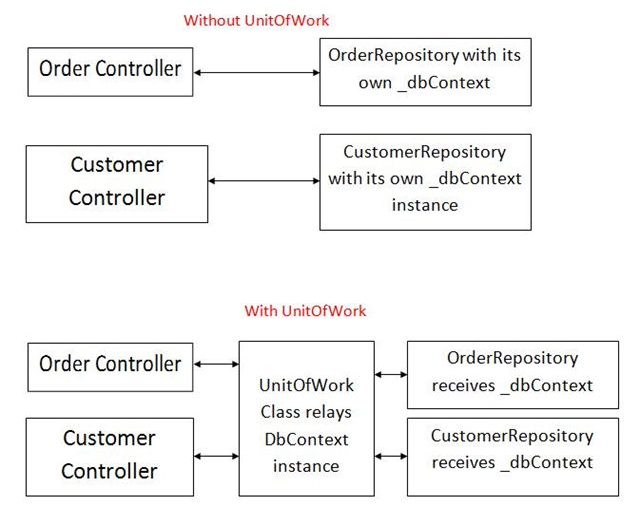 Without UnitOfWork
Order Controller
OrderRepository with its
own _dbContext
Customer
Controller
CustomerRepository
with its own _dbContext
instance
With UnitOfWork
Order Controller
UnitOfWork
Class relays
DbContext
instance
OrderRepository
receives _dbContext
Customer
Controller
CustomerRepository
receives _dbContext